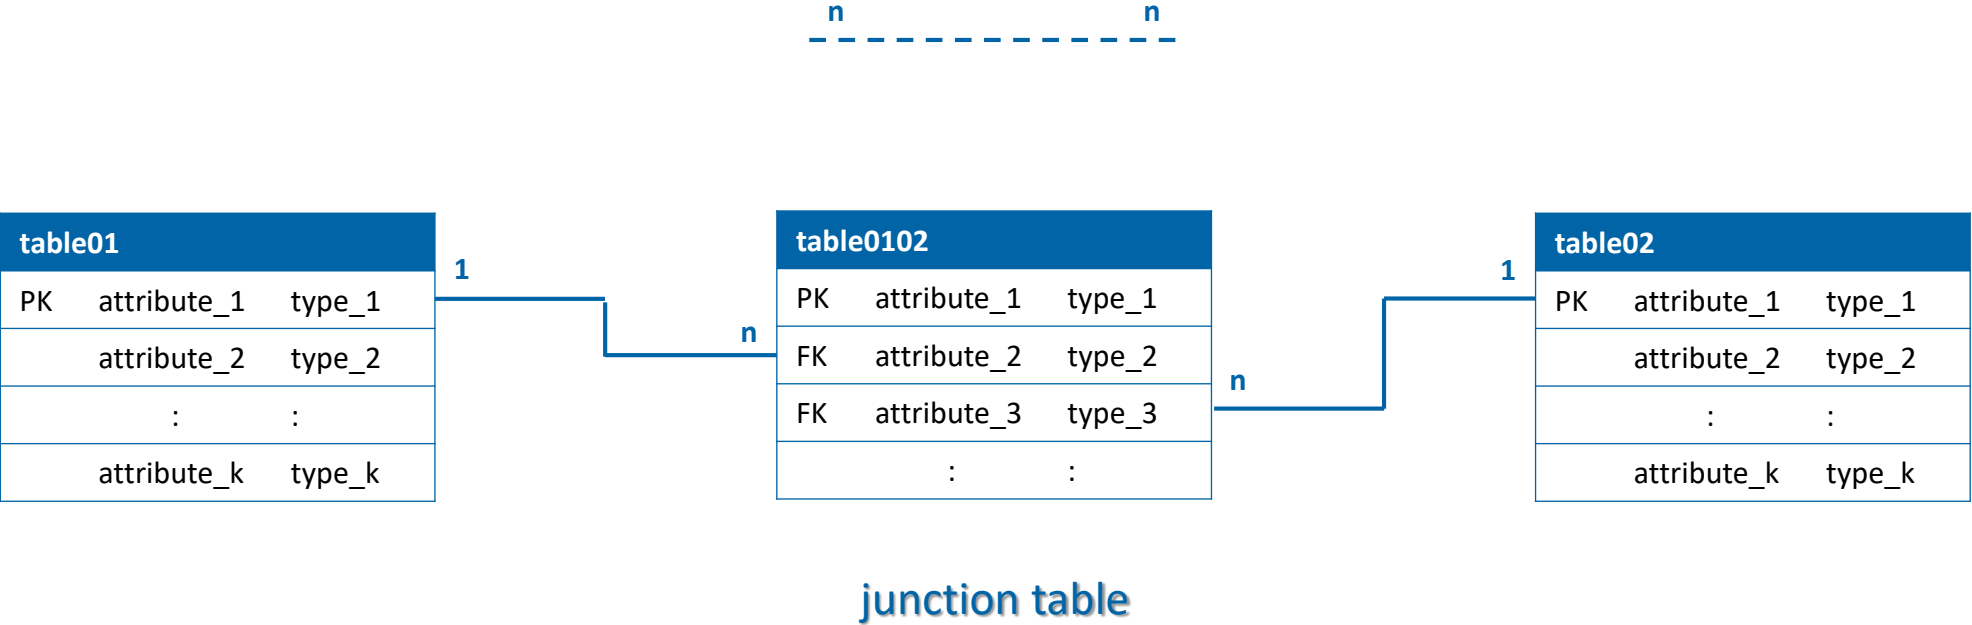 n n
table01
1
PK attribute_1 type_1
attribute_2 type_2
: :
attribute_k type_k
table0102
n
PK attribute_1 type_1
FK attribute_2 type_2
FK attribute_3 type_3
: :
n
table02
1
PK attribute_1 type_1
attribute_2 type_2
: :
attribute_k type_k
junction table